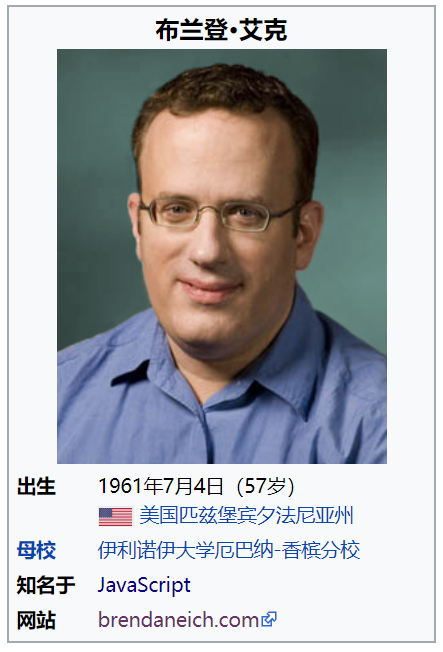 布兰登·艾克
出生 1961年7月4日（57岁）
美国匹兹堡宾夕法尼亚州
母校 伊利诺伊大学厄巴纳-香槟分校
知名于 JavaScript
网站 brendaneich.com